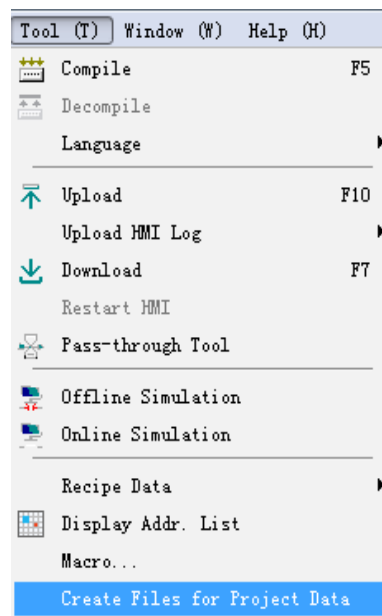 Tool (T) Window (W) Help (H)
Compile F5
Decompile
Language
Upload F10
Upload HMI Log
Download F7
Restart HMI
Pass-through Tool
Offline Simulation
Online Simulation
Recipe Data
Display Addr. List
Macro...
Create Files for Project Data